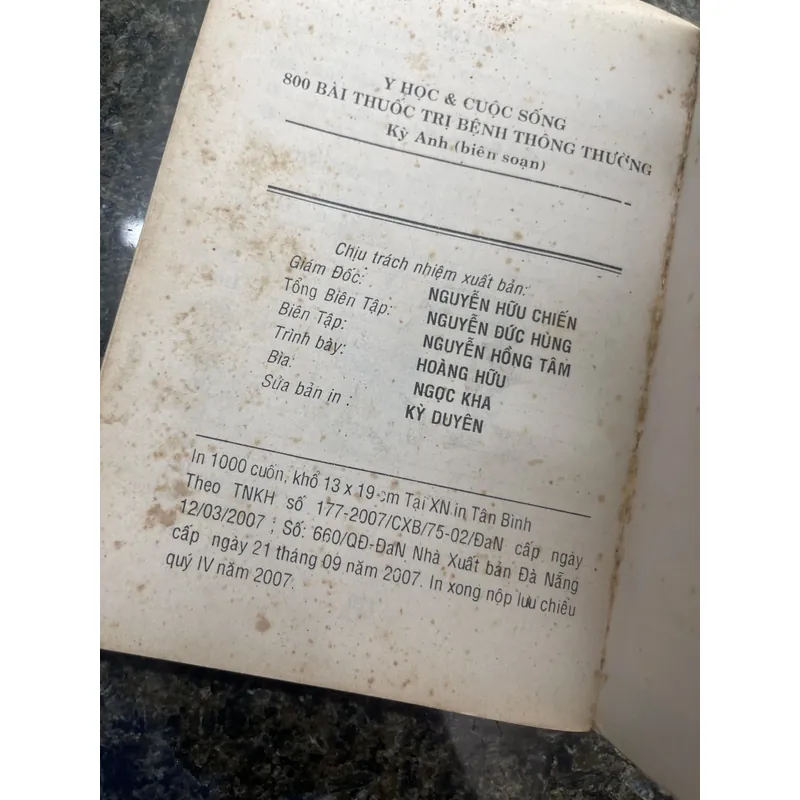 Y HỌC & CUỘC SỐNG
800 BÀI THUỐC TRỊ BỆNH THÔNG THƯỜNG
Kỳ Anh (biên soạn)
Chịu trách nhiệm xuất bản:
Giám Đốc: NGUYỄN HỮU CHIẾN
Tổng Biên Tập: NGUYỄN ĐỨC HÙNG
Biên Tập: NGUYỄN HỒNG TÂM
Trình bày: HOÀNG HỮU
Bìa: NGỌC KHA
Sửa bản in : KỲ DUYÊN
In 1000 cuốn, khổ 13 x 19 cm Tại XN in Tân Bình
Theo TNKH số 177-2007/CXB/75-02/ĐaN cấp ngày
12/03/2007 ; Số: 660/QĐ-ĐaN Nhà Xuất bản Đà Nẵng
cấp ngày 21 tháng 09 năm 2007. In xong nộp lưu chiểu
quý IV năm 2007.